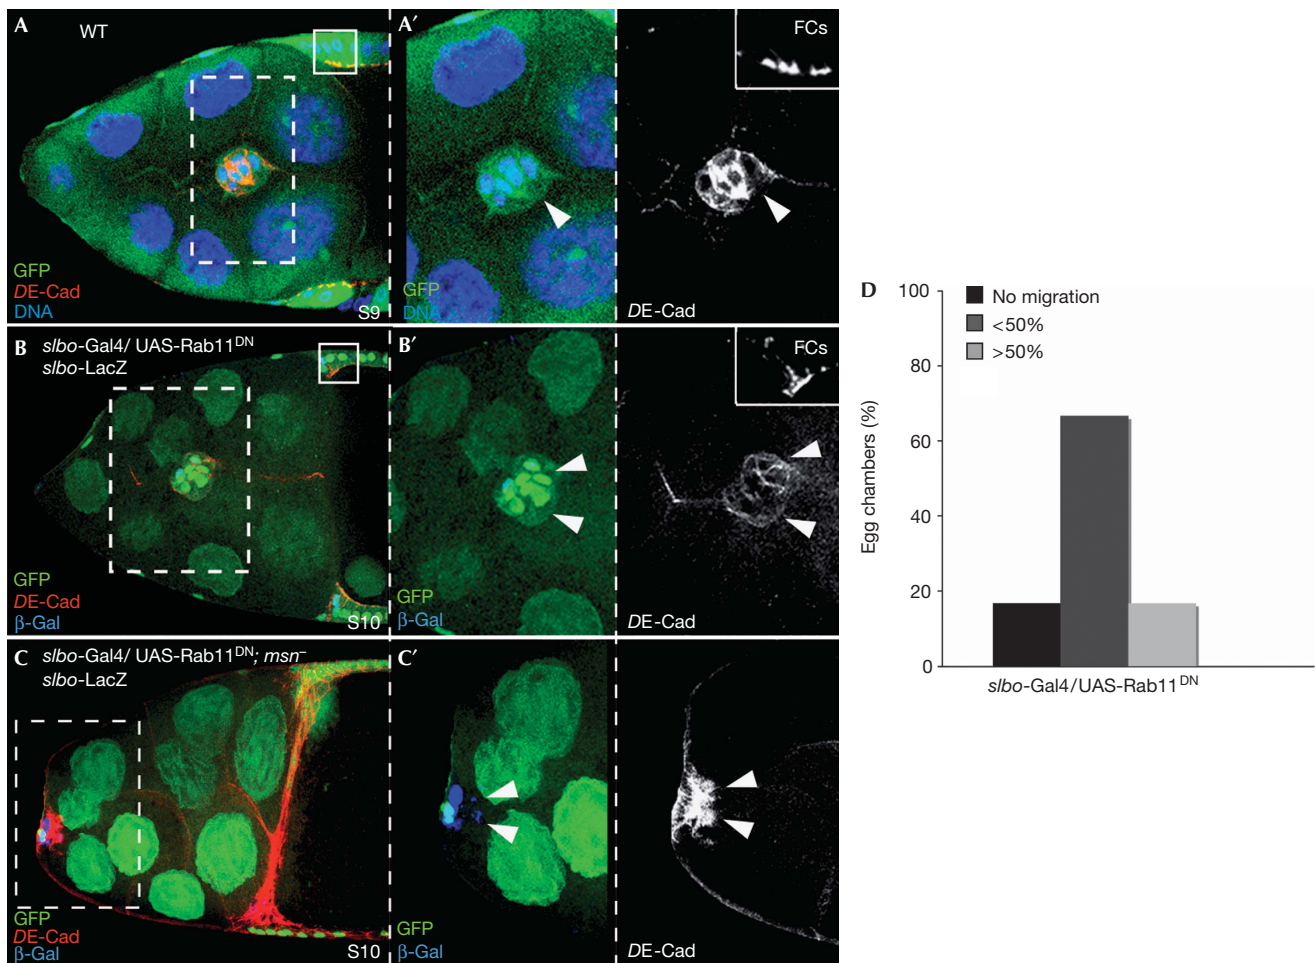 A
WT
GFP
DE-Cad
DNA
S9
A′
GFP
DNA
FCs
DE-Cad
B
slbo-Gal4/ UAS-Rab11DN
slbo-LacZ
GFP
DE-Cad
β-Gal
S10
B′
GFP
β-Gal
FCs
DE-Cad
C
slbo-Gal4/ UAS-Rab11DN; msn–
slbo-LacZ
GFP
DE-Cad
β-Gal
S10
C′
GFP
β-Gal
DE-Cad
D
No migration
<50%
>50%
Egg chambers (%)
100
80
60
40
20
0
slbo-Gal4/UAS-Rab11DN